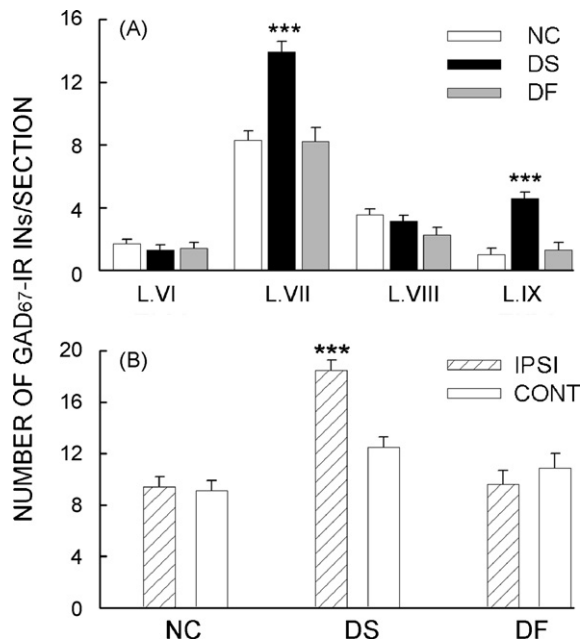 NUMBER OF GAD67-IR INs/SECTION
(A)
NC
DS
DF
16
12
8
4
0
***
***
L.VI
L.VII
L.VIII
L.IX
(B)
IPSI
CONT
20
16
12
8
4
0
***
NC
DS
DF